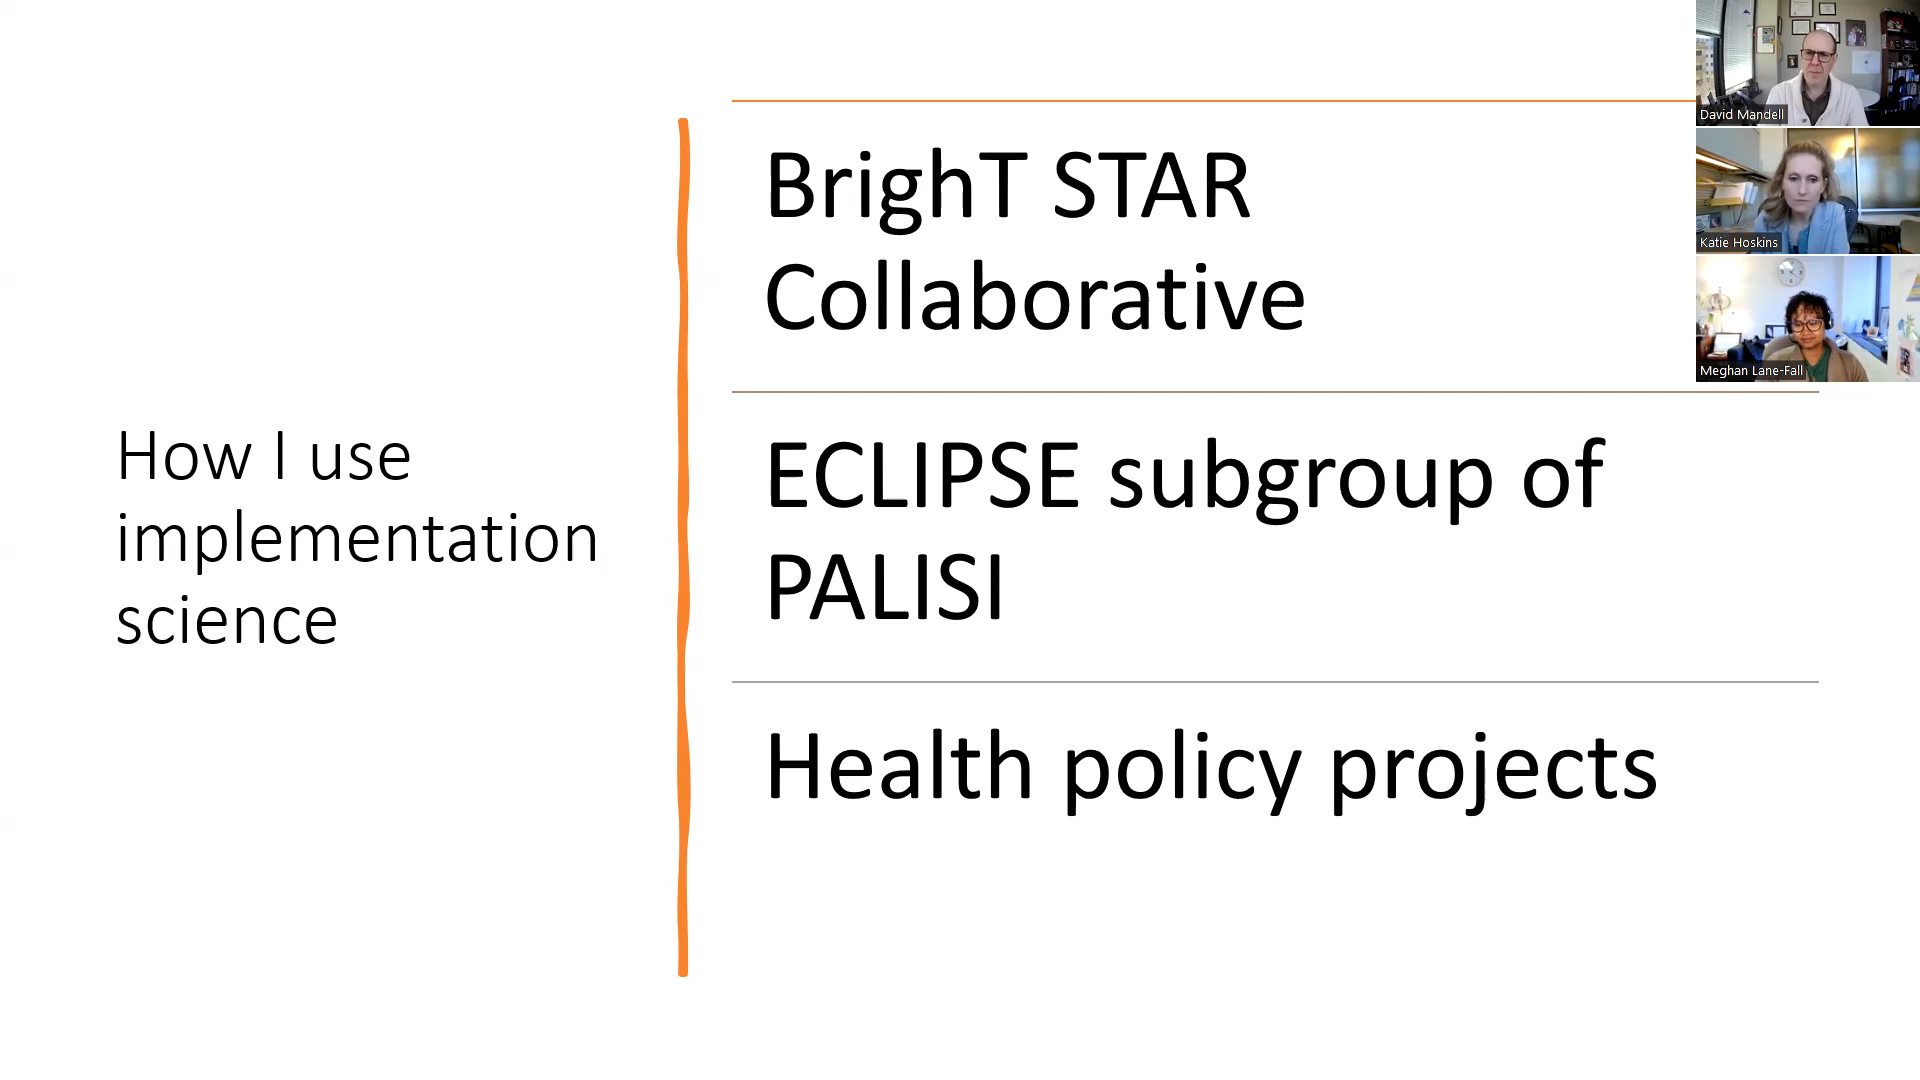 How I use
implementation
science
BrighT STAR
Collaborative
ECLIPSE subgroup of
PALISI
Health policy projects
David Mandell
Katie Hoskins
Meghan Lane-Fall